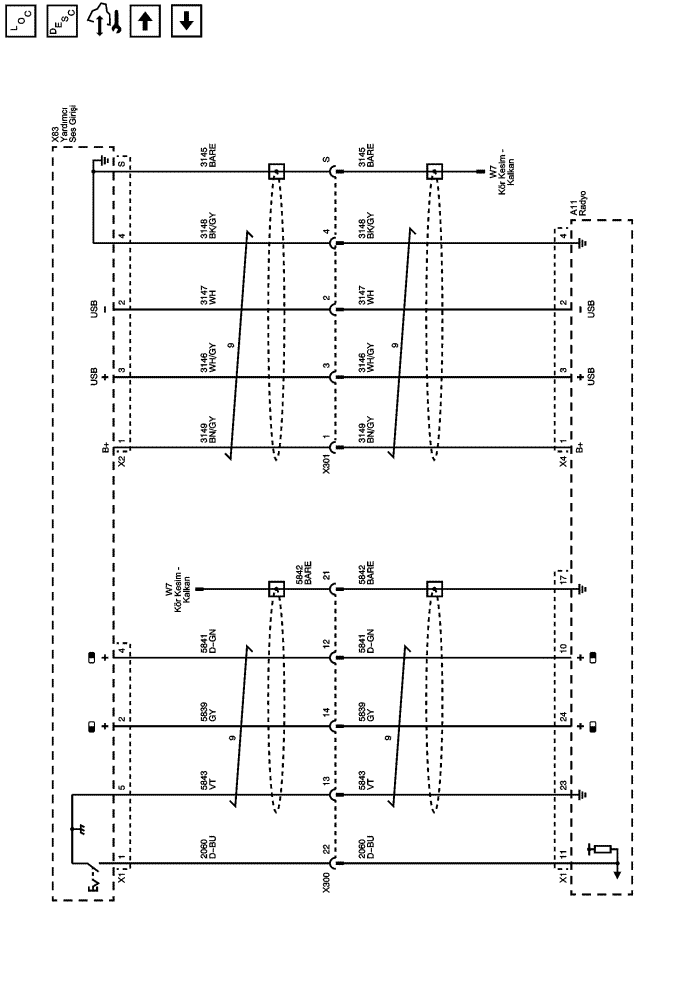 LOC
DESC
X83
Yardımcı
Ses Girişi
S
3145
BARE
S
3145
BARE
W7
Kör Kesim -
Kalkan
A11
Radyo
4
3148
BK/GY
4
3148
BK/GY
4
USB
-
2
3147
WH
2
3147
WH
2
-
USB
USB
+
3
3146
WH/GY
3
3146
WH/GY
3
+
USB
9
9
B+
1
3149
BN/GY
1
3149
BN/GY
1
B+
X2
X301
X4
W7
Kör Kesim -
Kalkan
5842
BARE
21
5842
BARE
17
+
4
5841
D-GN
12
5841
D-GN
10
+
+
2
5839
GY
14
5839
GY
24
+
9
9
5
5843
VT
13
5843
VT
23
1
2060
D-BU
22
2060
D-BU
11
X1
X300
X1